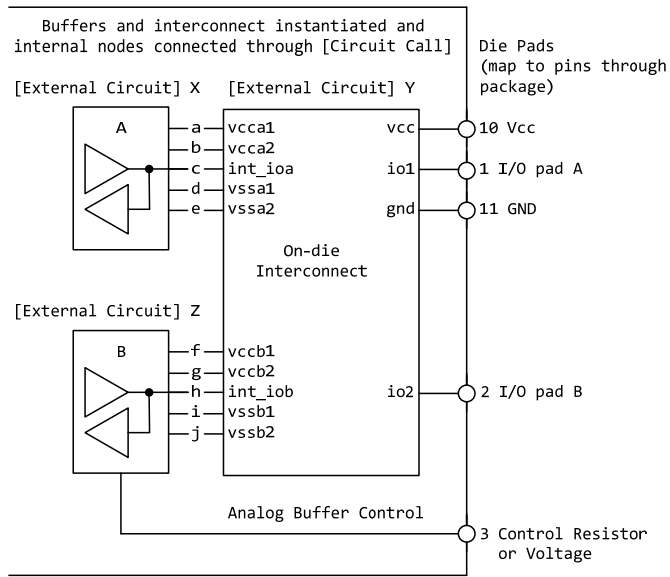 Buffers and interconnect instantiated and
internal nodes connected through [Circuit Call]
Die Pads
(map to pins through
package)
[External Circuit] X
[External Circuit] Y
A
a
vcca1
vcc
10 Vcc
b
vcca2
c
int_ioa
io1
1 I/O pad A
d
vssa1
e
vssa2
gnd
11 GND
On-die
Interconnect
[External Circuit] Z
B
f
vccb1
g
vccb2
h
int_iob
io2
2 I/O pad B
i
vssb1
j
vssb2
Analog Buffer Control
3 Control Resistor
or Voltage